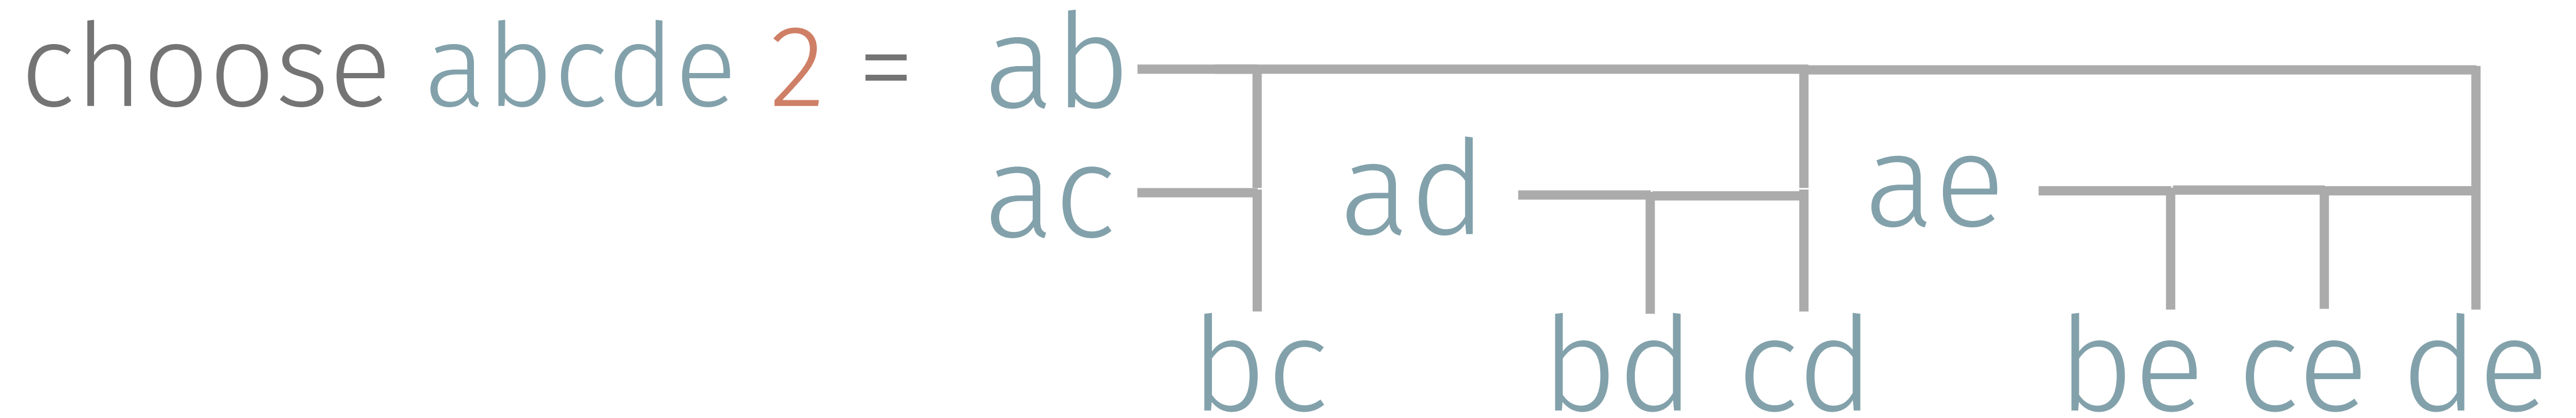 choose abcde 2 = ab
ac ad ae
bc bd cd be ce de